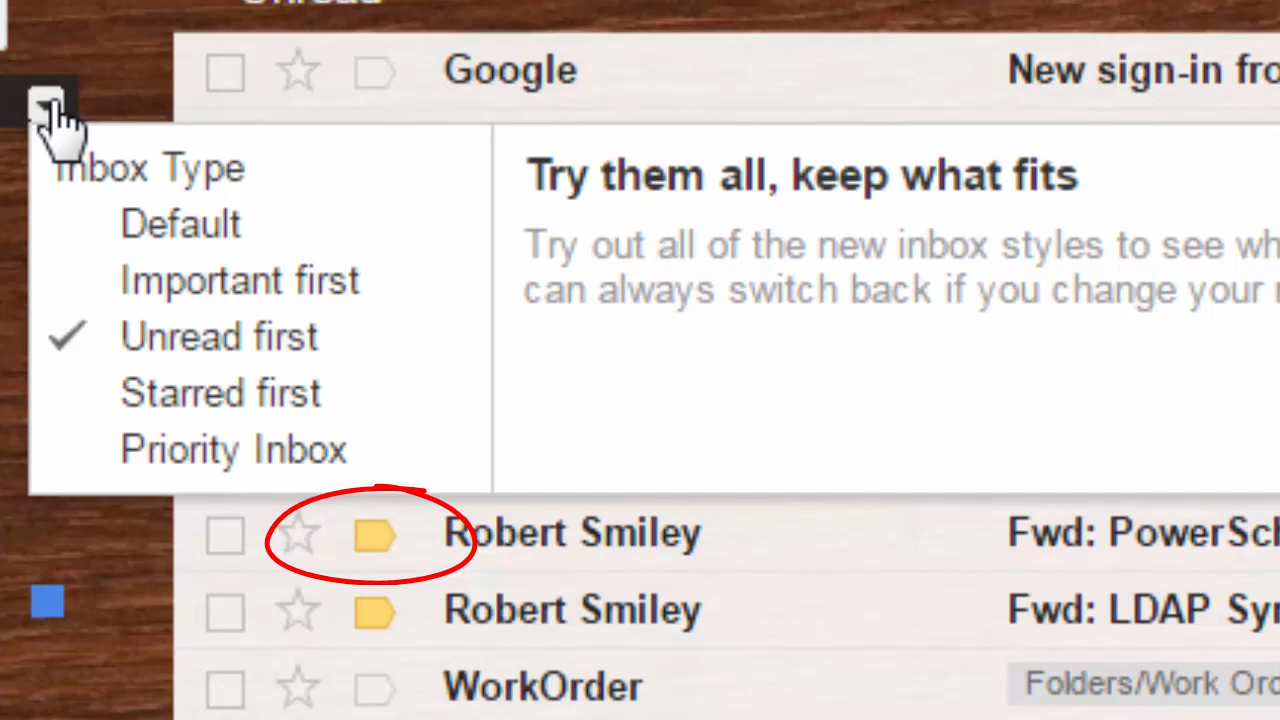 Unread
Google New sign-in fro
Inbox Type
Default
Important first
Unread first
Starred first
Priority Inbox
Try them all, keep what fits
Try out all of the new inbox styles to see wh
can always switch back if you change your
Robert Smiley Fwd: PowerSch
Robert Smiley Fwd: LDAP Syn
WorkOrder Folders/Work Ord